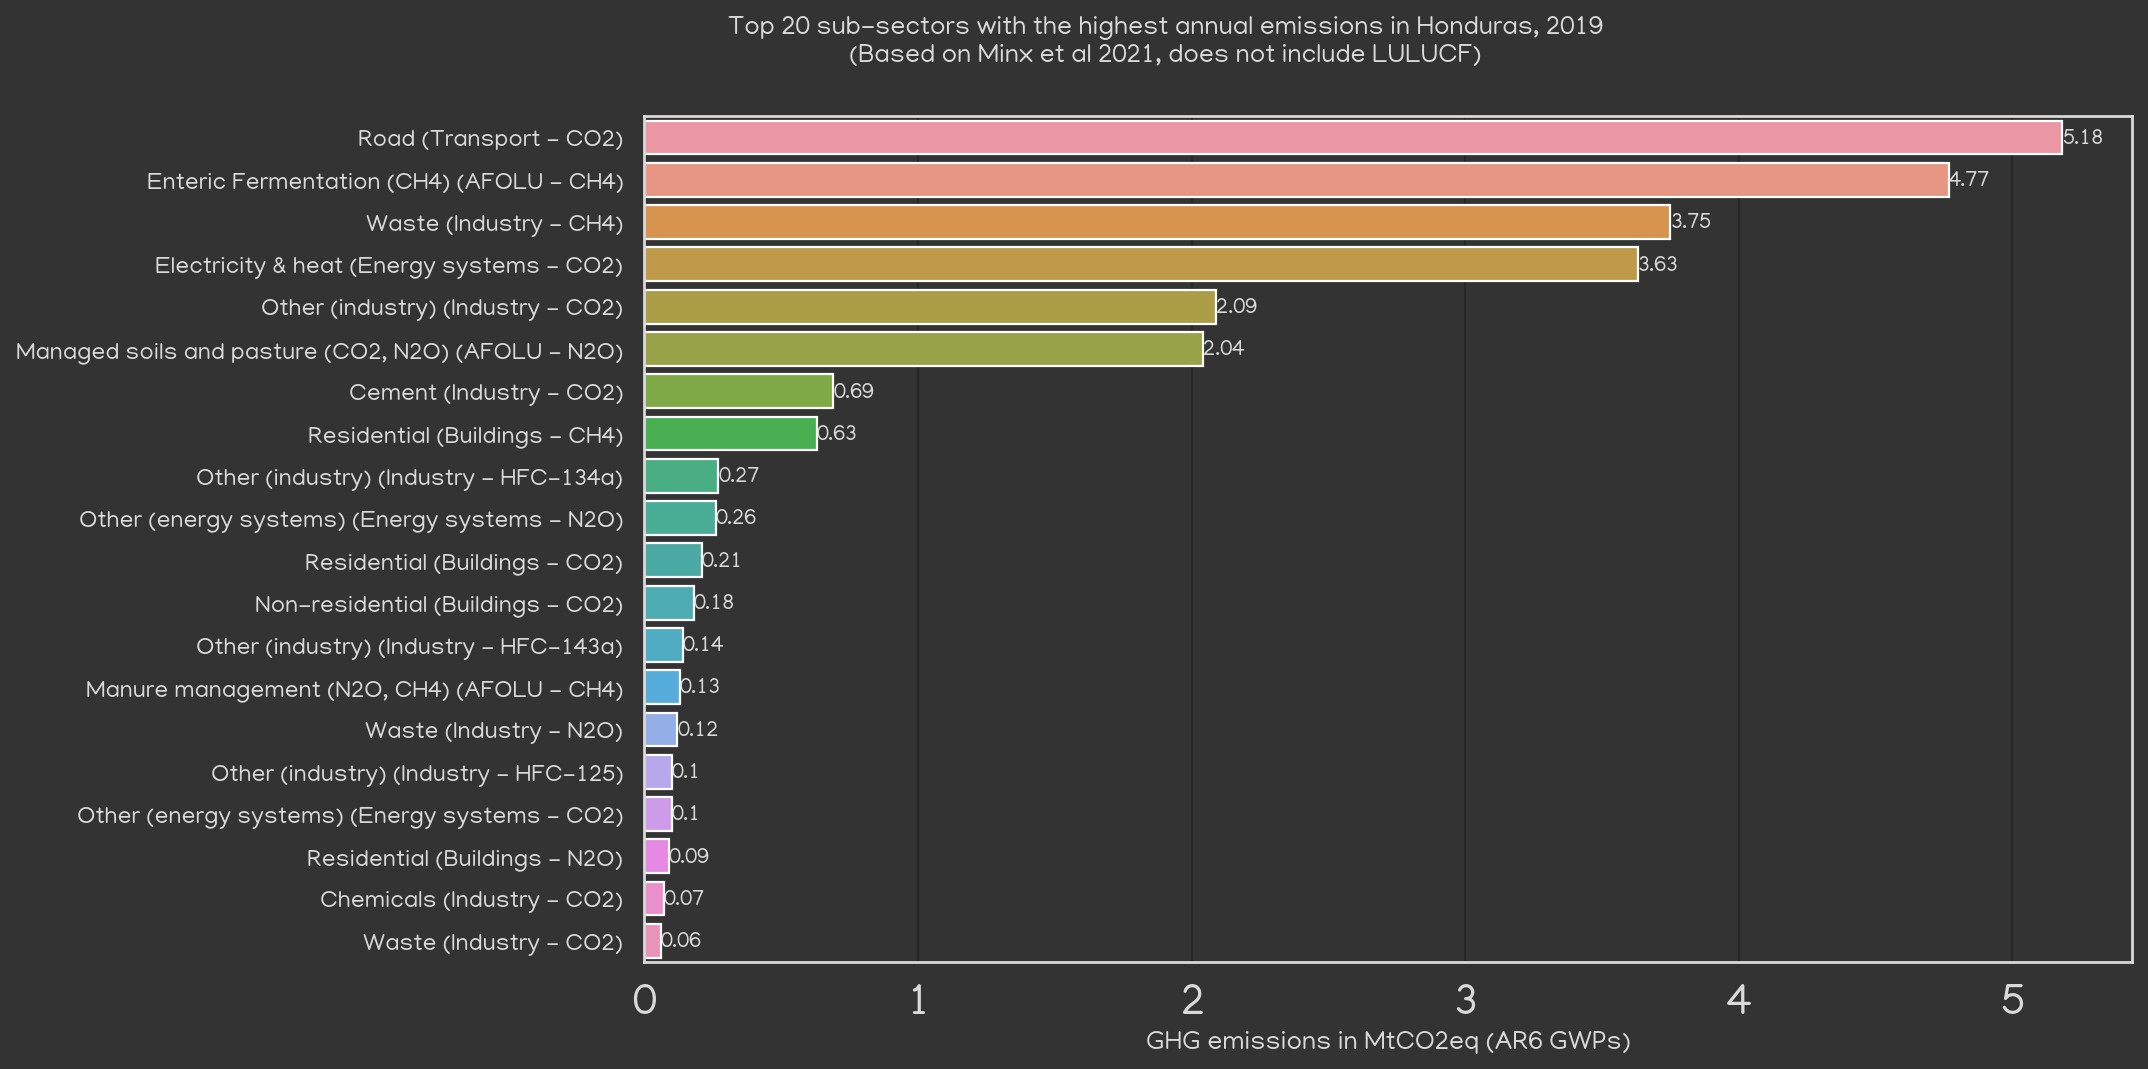 Top 20 sub-sectors with the highest annual emissions in Honduras, 2019
(Based on Minx et al 2021, does not include LULUCF)
Road (Transport - CO2) 5.18
Enteric Fermentation (CH4) (AFOLU - CH4) 4.77
Waste (Industry - CH4) 3.75
Electricity & heat (Energy systems - CO2) 3.63
Other (industry) (Industry - CO2) 2.09
Managed soils and pasture (CO2, N2O) (AFOLU - N2O) 2.04
Cement (Industry - CO2) 0.69
Residential (Buildings - CH4) 0.63
Other (industry) (Industry - HFC-134a) 0.27
Other (energy systems) (Energy systems - N2O) 0.26
Residential (Buildings - CO2) 0.21
Non-residential (Buildings - CO2) 0.18
Other (industry) (Industry - HFC-143a) 0.14
Manure management (N2O, CH4) (AFOLU - CH4) 0.13
Waste (Industry - N2O) 0.12
Other (industry) (Industry - HFC-125) 0.1
Other (energy systems) (Energy systems - CO2) 0.1
Residential (Buildings - N2O) 0.09
Chemicals (Industry - CO2) 0.07
Waste (Industry - CO2) 0.06
0 1 2 3 4 5
GHG emissions in MtCO2eq (AR6 GWPs)